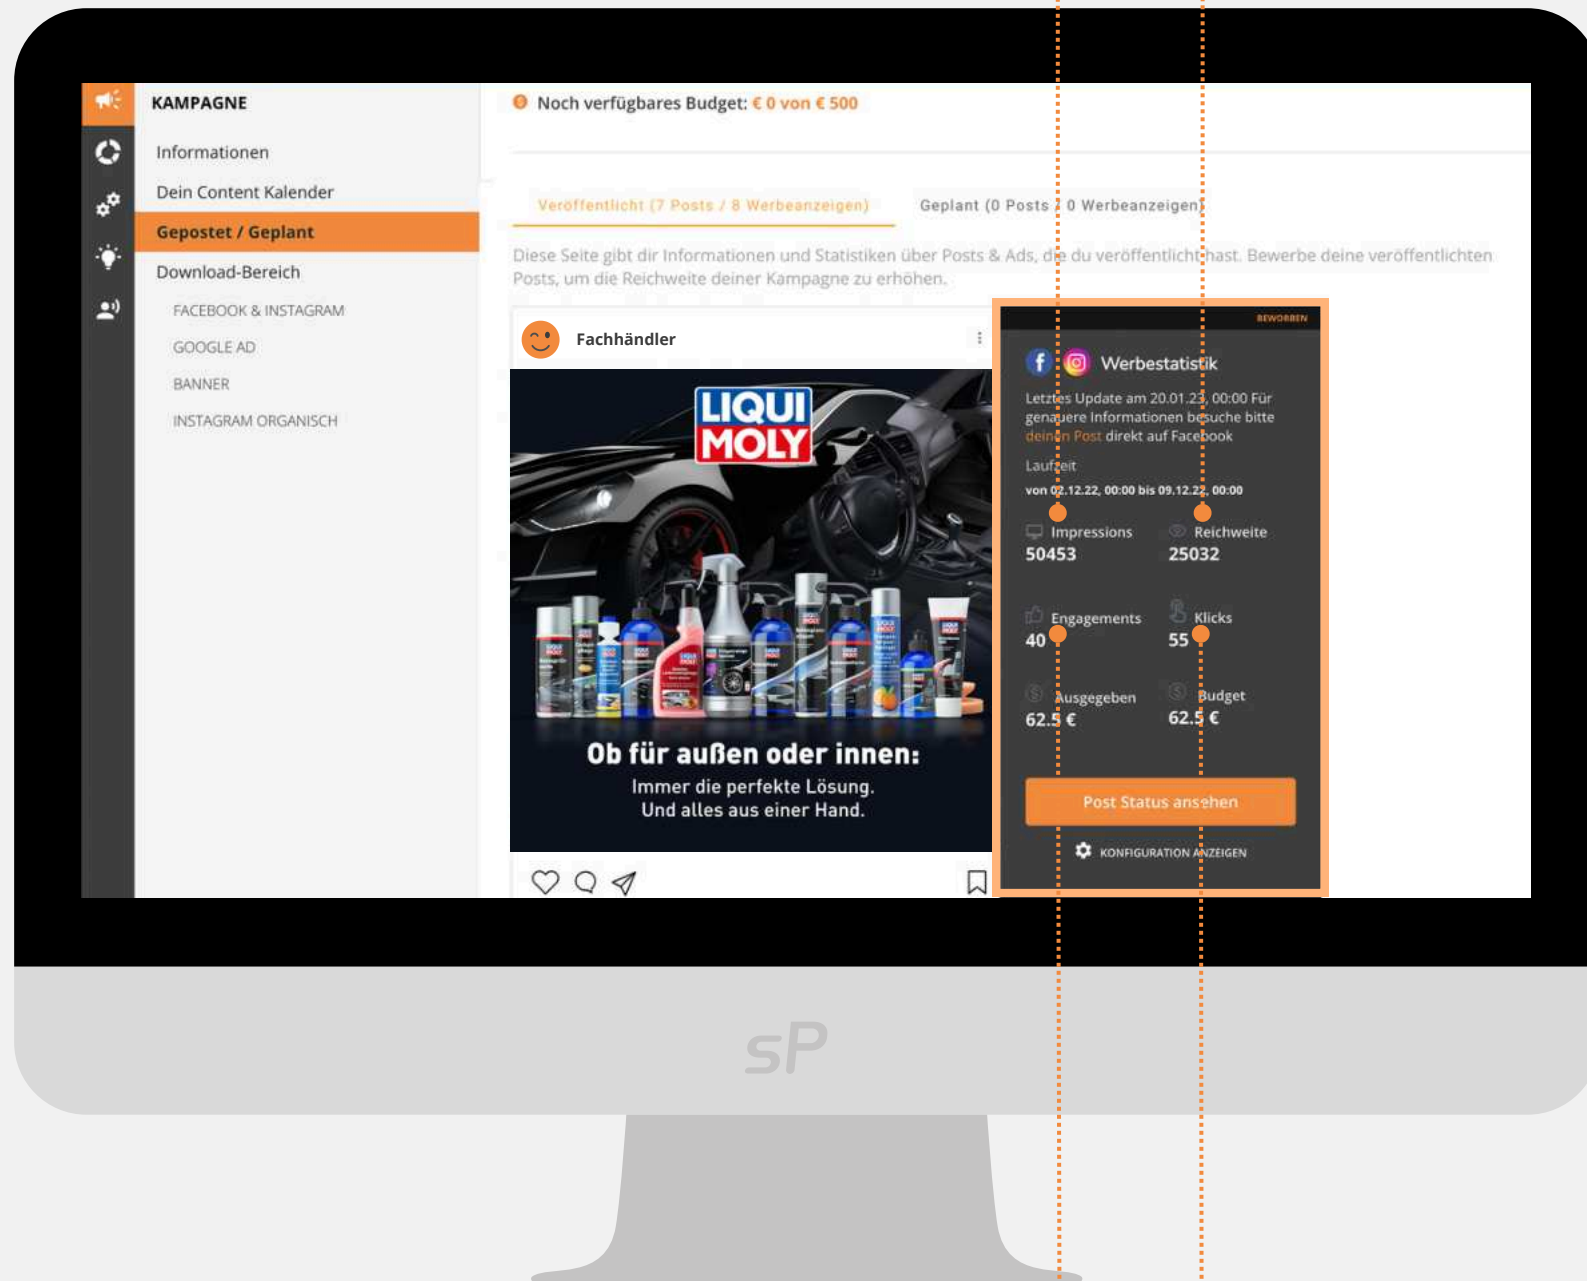 KAMPAGNE
Informationen
Dein Content Kalender
Gepostet / Geplant
Download-Bereich
FACEBOOK & INSTAGRAM
GOOGLE AD
BANNER
INSTAGRAM ORGANISCH
Noch verfügbares Budget: € 0 von € 500
Veröffentlicht (7 Posts / 8 Werbeanzeigen)
Geplant (0 Posts / 0 Werbeanzeigen)
Diese Seite gibt dir Informationen und Statistiken über Posts & Ads, die du veröffentlicht hast. Bewerbe deine veröffentlichten
Posts, um die Reichweite deiner Kampagne zu erhöhen.
Fachhändler
LIQUI
MOLY
Ob für außen oder innen:
Immer die perfekte Lösung.
Und alles aus einer Hand.
BEWORBEN
Werbestatistik
Letztes Update am 20.01.23, 00:00 Für
genauere Informationen besuche bitte
deinen Post direkt auf Facebook
Laufzeit
von 02.12.22, 00:00 bis 09.12.22, 00:00
Impressions
50453
Reichweite
25032
Engagements
40
Klicks
55
Ausgegeben
62.5 €
Budget
62.5 €
Post Status ansehen
KONFIGURATION ANZEIGEN
sP